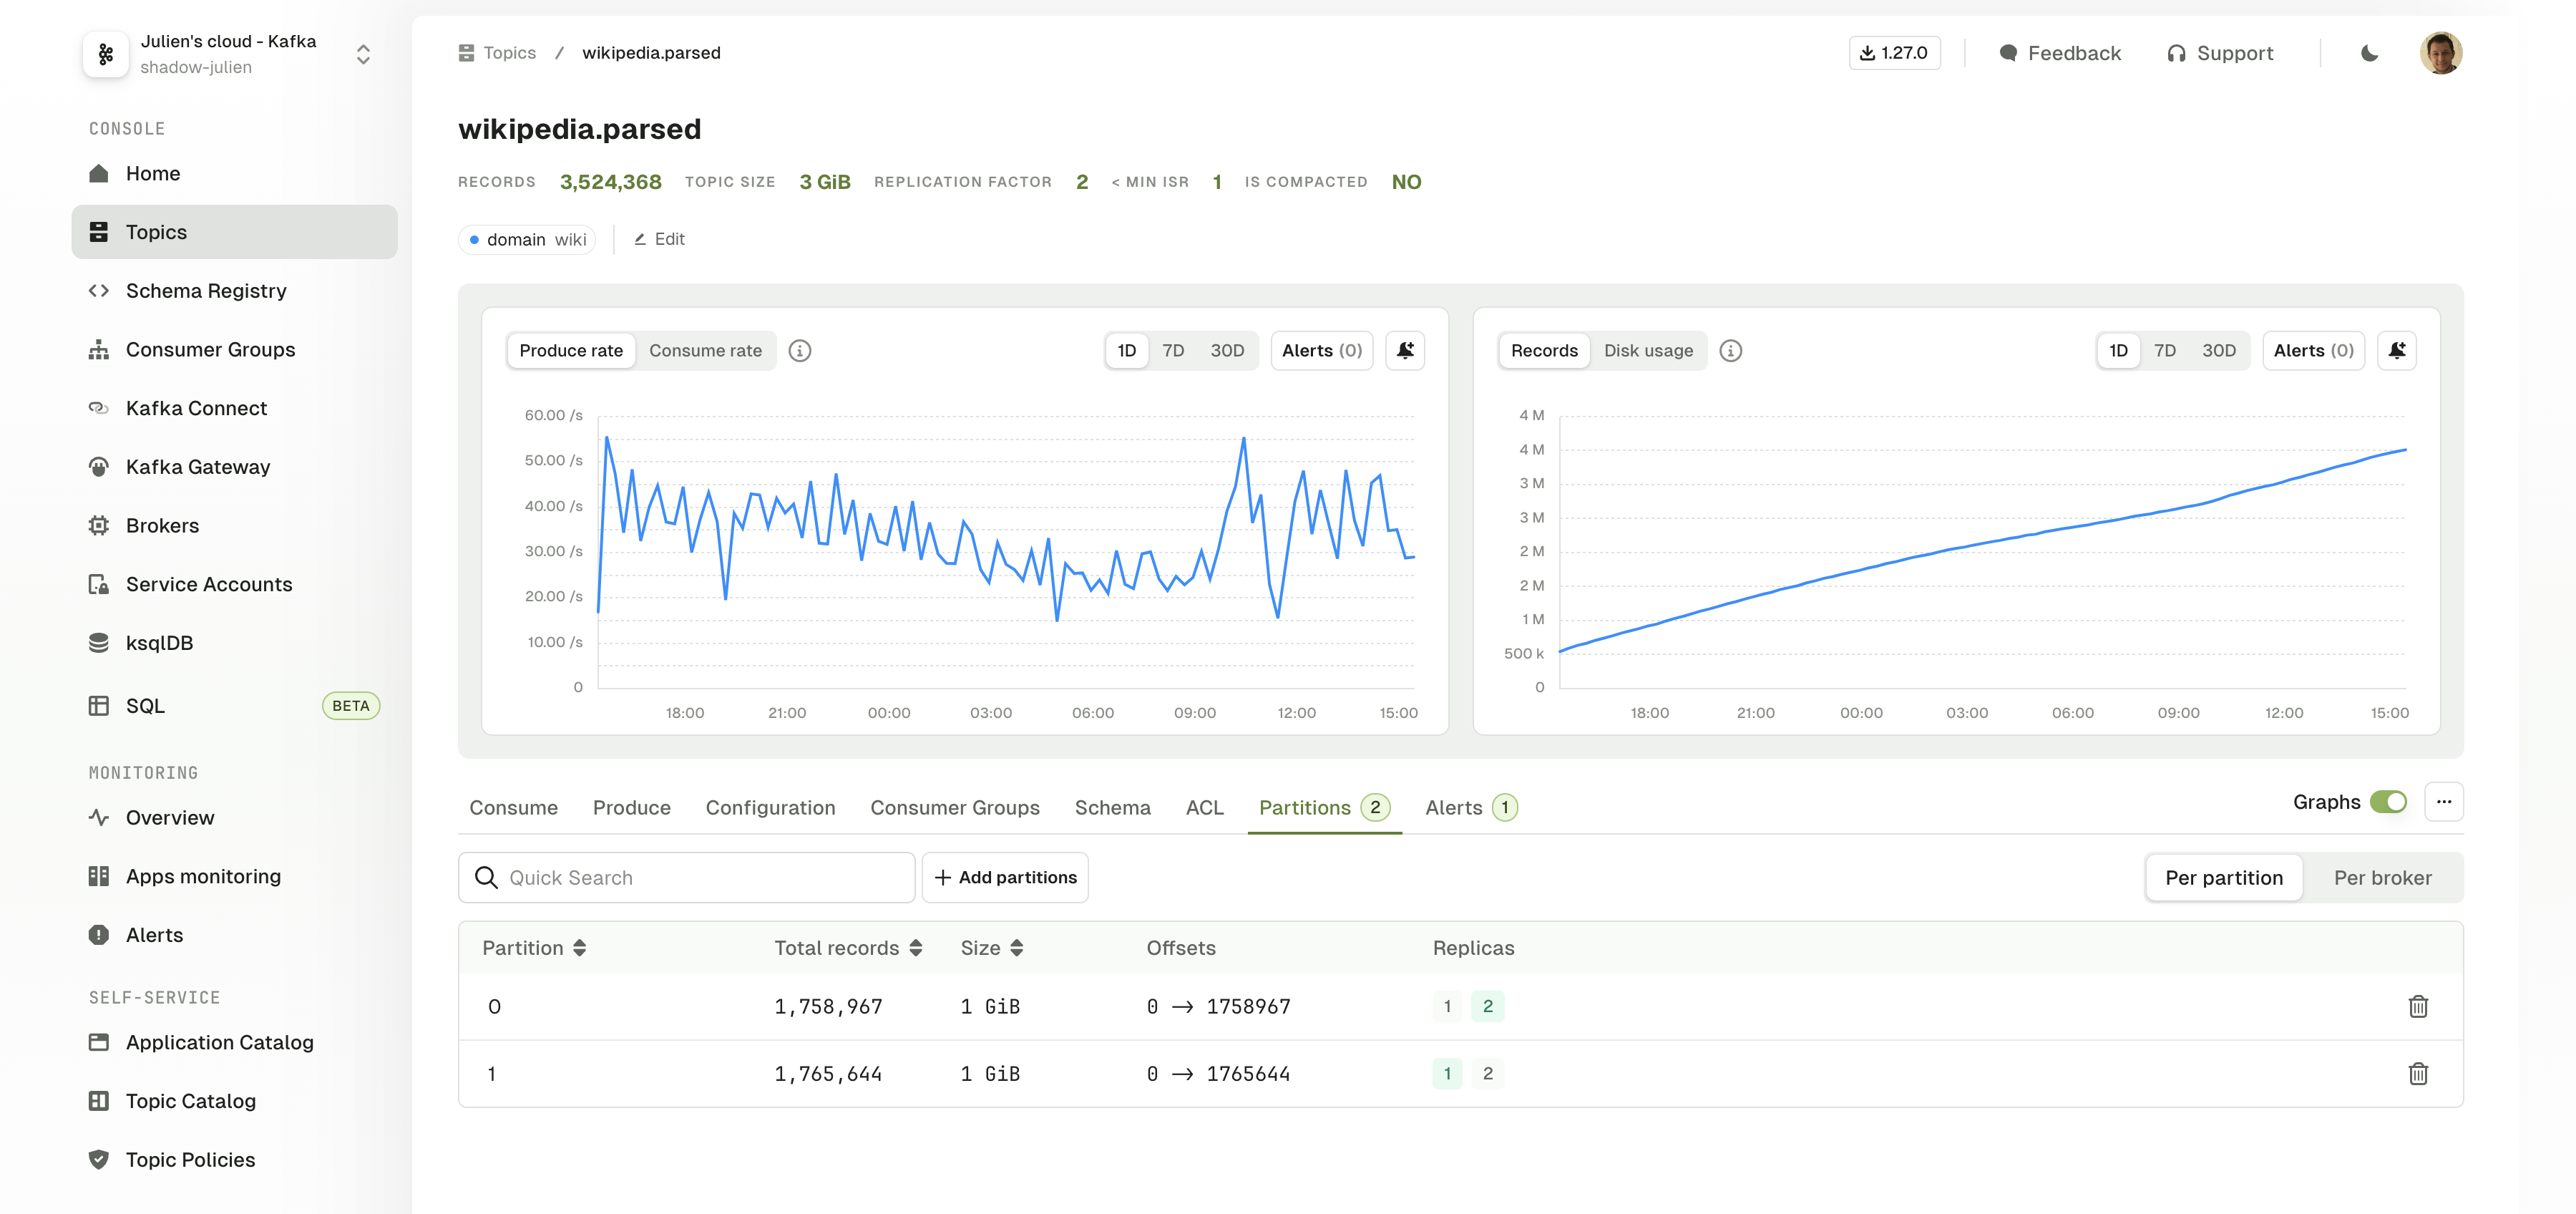 Julien's cloud - Kafka
shadow-julien
CONSOLE
Home
Topics
Schema Registry
Consumer Groups
Kafka Connect
Kafka Gateway
Brokers
Service Accounts
ksqlDB
SQL BETA
MONITORING
Overview
Apps monitoring
Alerts
SELF-SERVICE
Application Catalog
Topic Catalog
Topic Policies
Topics / wikipedia.parsed
1.27.0 Feedback Support
wikipedia.parsed
RECORDS 3,524,368 TOPIC SIZE 3 GiB REPLICATION FACTOR 2 < MIN ISR 1 IS COMPACTED NO
domain wiki Edit
Produce rate Consume rate 1D 7D 30D Alerts (0)
60.00 /s
50.00 /s
40.00 /s
30.00 /s
20.00 /s
10.00 /s
0
18:00 21:00 00:00 03:00 06:00 09:00 12:00 15:00
Records Disk usage 1D 7D 30D Alerts (0)
4 M
4 M
3 M
3 M
2 M
2 M
1 M
500 k
0
18:00 21:00 00:00 03:00 06:00 09:00 12:00 15:00
Consume Produce Configuration Consumer Groups Schema ACL Partitions 2 Alerts 1 Graphs
Quick Search + Add partitions Per partition Per broker
Partition Total records Size Offsets Replicas
0 1,758,967 1 GiB 0 → 1758967 1 2
1 1,765,644 1 GiB 0 → 1765644 1 2